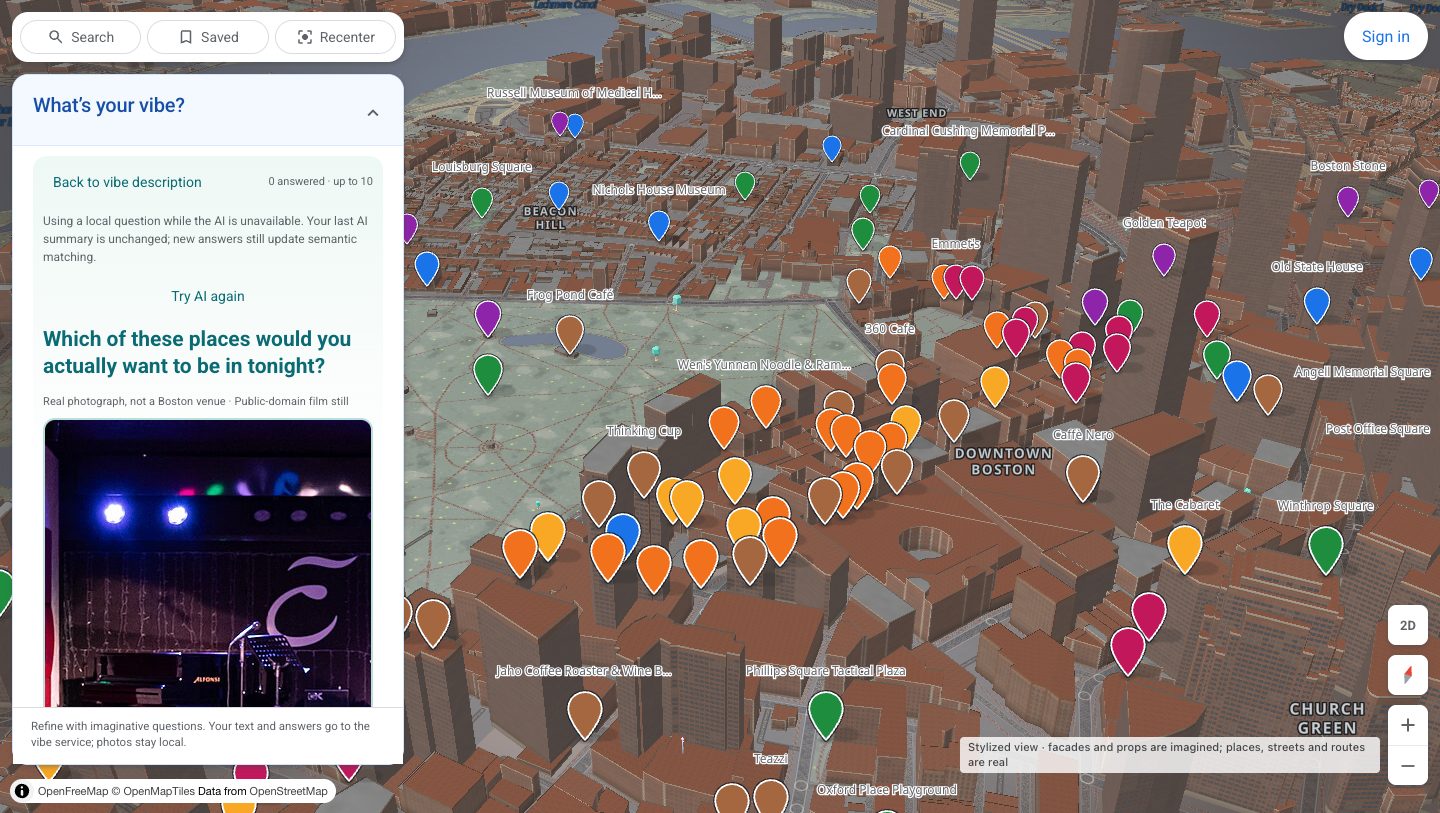 Search
Saved
Recenter
Sign in
What's your vibe?
Back to vibe description
0 answered · up to 10
Using a local question while the AI is unavailable. Your last AI
summary is unchanged; new answers still update semantic
matching.
Try AI again
Which of these places would you
actually want to be in tonight?
Real photograph, not a Boston venue · Public-domain film still
ALFONSI
Refine with imaginative questions. Your text and answers go to the
vibe service; photos stay local.
OpenFreeMap © OpenMapTiles Data from OpenStreetMap
Lechmere Canal
Dry Dock
Russell Museum of Medical H...
WEST END
Cardinal Cushing Memorial P...
Louisburg Square
Nichols House Museum
Boston Stone
BEACON
HILL
Golden Teapot
Emmet's
Old State House
Frog Pond Café
360 Cafe
Wen's Yunnan Noodle & Ram...
Angell Memorial Square
Thinking Cup
Caffè Nero
Post Office Square
DOWNTOWN
BOSTON
The Cabaret
Winthrop Square
2D
Jaho Coffee Roaster & Wine B...
Phillips Square Tactical Plaza
CHURCH
GREEN
Stylized view · facades and props are imagined; places, streets and routes
are real
Teazzi
Oxford Place Playground